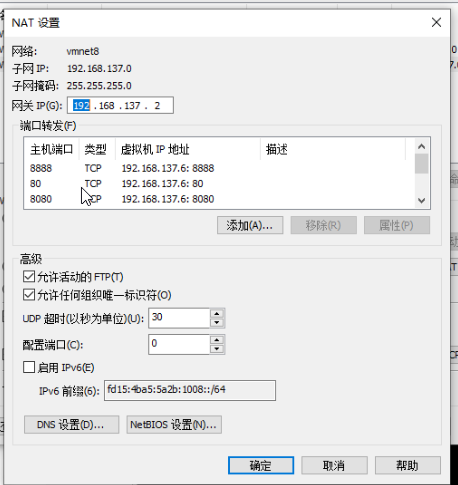 NAT 设置
网络: vmnet8
子网 IP: 192.168.137.0
子网掩码: 255.255.255.0
网关 IP(G): 192 . 168 . 137 . 2
端口转发(F)
主机端口 类型 虚拟机 IP 地址 描述
8888 TCP 192.168.137.6: 8888
80 TCP 192.168.137.6: 80
8080 TCP 192.168.137.6: 8080
添加(A)... 移除(R) 属性(P)
高级
允许活动的 FTP(T)
允许任何组织唯一标识符(O)
UDP 超时(以秒为单位)(U): 30
配置端口(C): 0
启用 IPv6(E)
IPv6 前缀(6): fd15:4ba5:5a2b:1008::/64
DNS 设置(D)... NetBIOS 设置(N)...
确定 取消 帮助